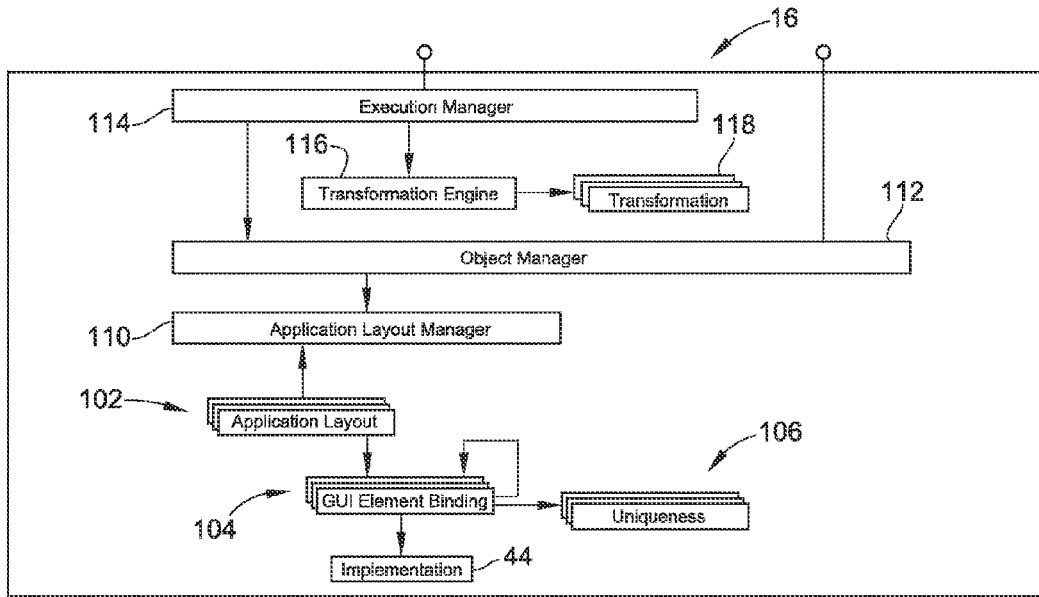 16
Execution Manager
114
116
118
Transformation Engine
Transformation
112
Object Manager
110
Application Layout Manager
102
Application Layout
106
GUI Element Binding
104
Uniqueness
Implementation
44